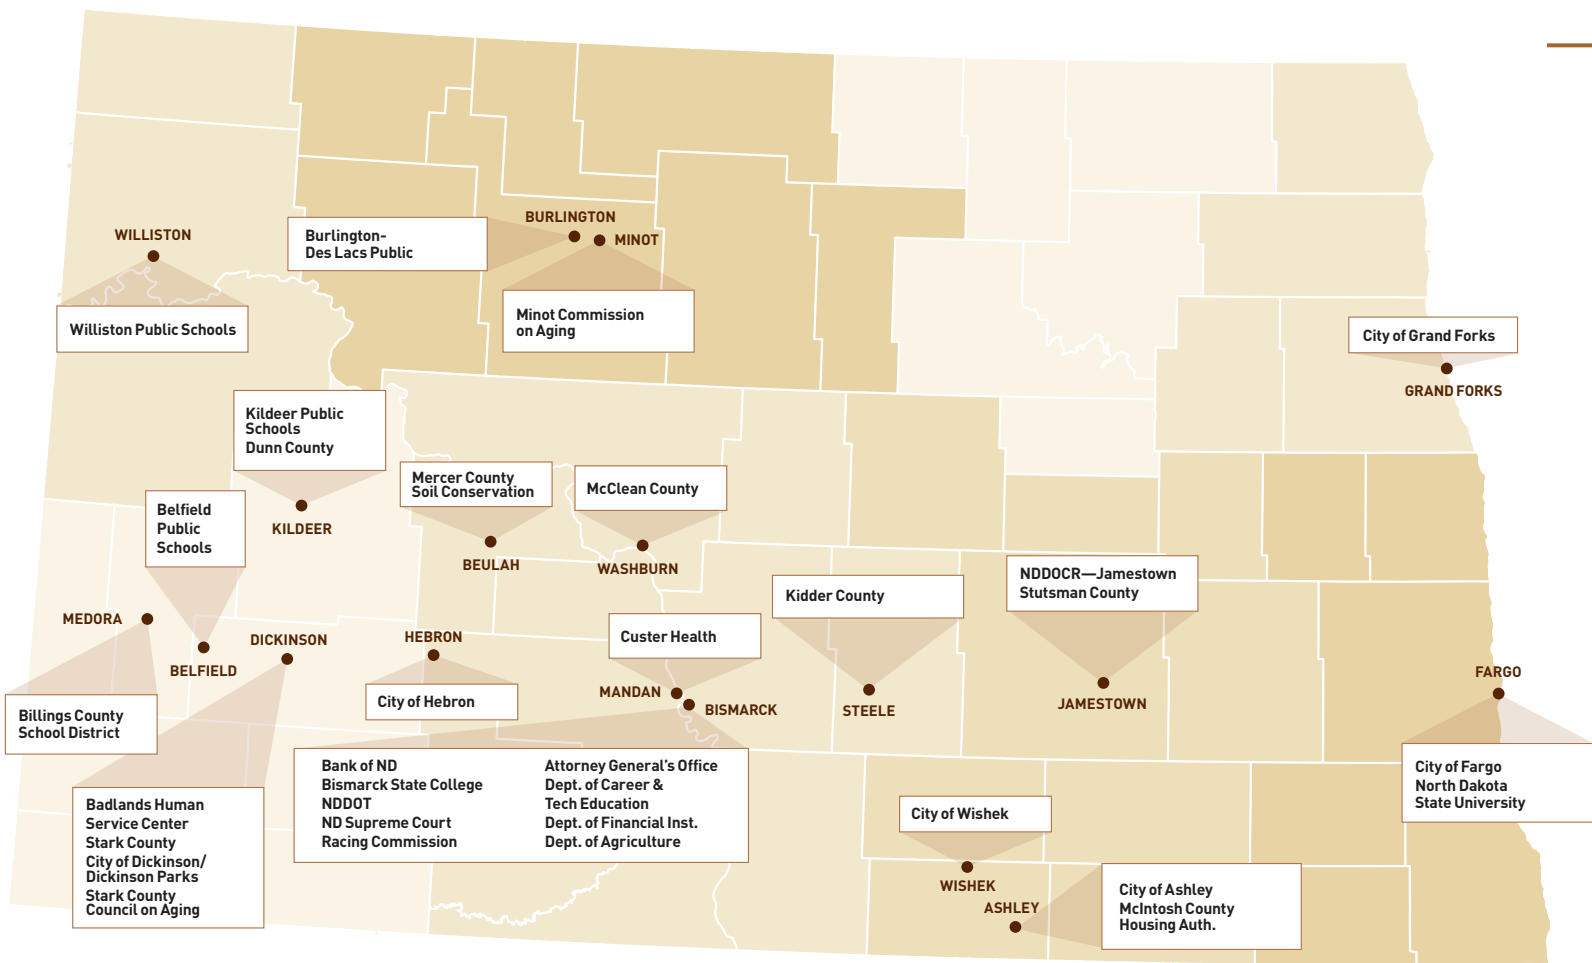 WILLISTON
Williston Public Schools
Burlington-
Des Lacs Public
BURLINGTON
MINOT
Minot Commission
on Aging
City of Grand Forks
GRAND FORKS
Kildeer Public
Schools
Dunn County
KILDEER
Belfield
Public
Schools
Mercer County
Soil Conservation
BEULAH
McClean County
WASHBURN
MEDORA
BELFIELD
DICKINSON
HEBRON
City of Hebron
Custer Health
MANDAN
BISMARCK
Kidder County
STEELE
NDDOCR—Jamestown
Stutsman County
JAMESTOWN
FARGO
City of Fargo
North Dakota
State University
Billings County
School District
Badlands Human
Service Center
Stark County
City of Dickinson/
Dickinson Parks
Stark County
Council on Aging
Bank of ND
Bismarck State College
NDDOT
ND Supreme Court
Racing Commission
Attorney General’s Office
Dept. of Career &
Tech Education
Dept. of Financial Inst.
Dept. of Agriculture
City of Wishek
WISHEK
ASHLEY
City of Ashley
McIntosh County
Housing Auth.